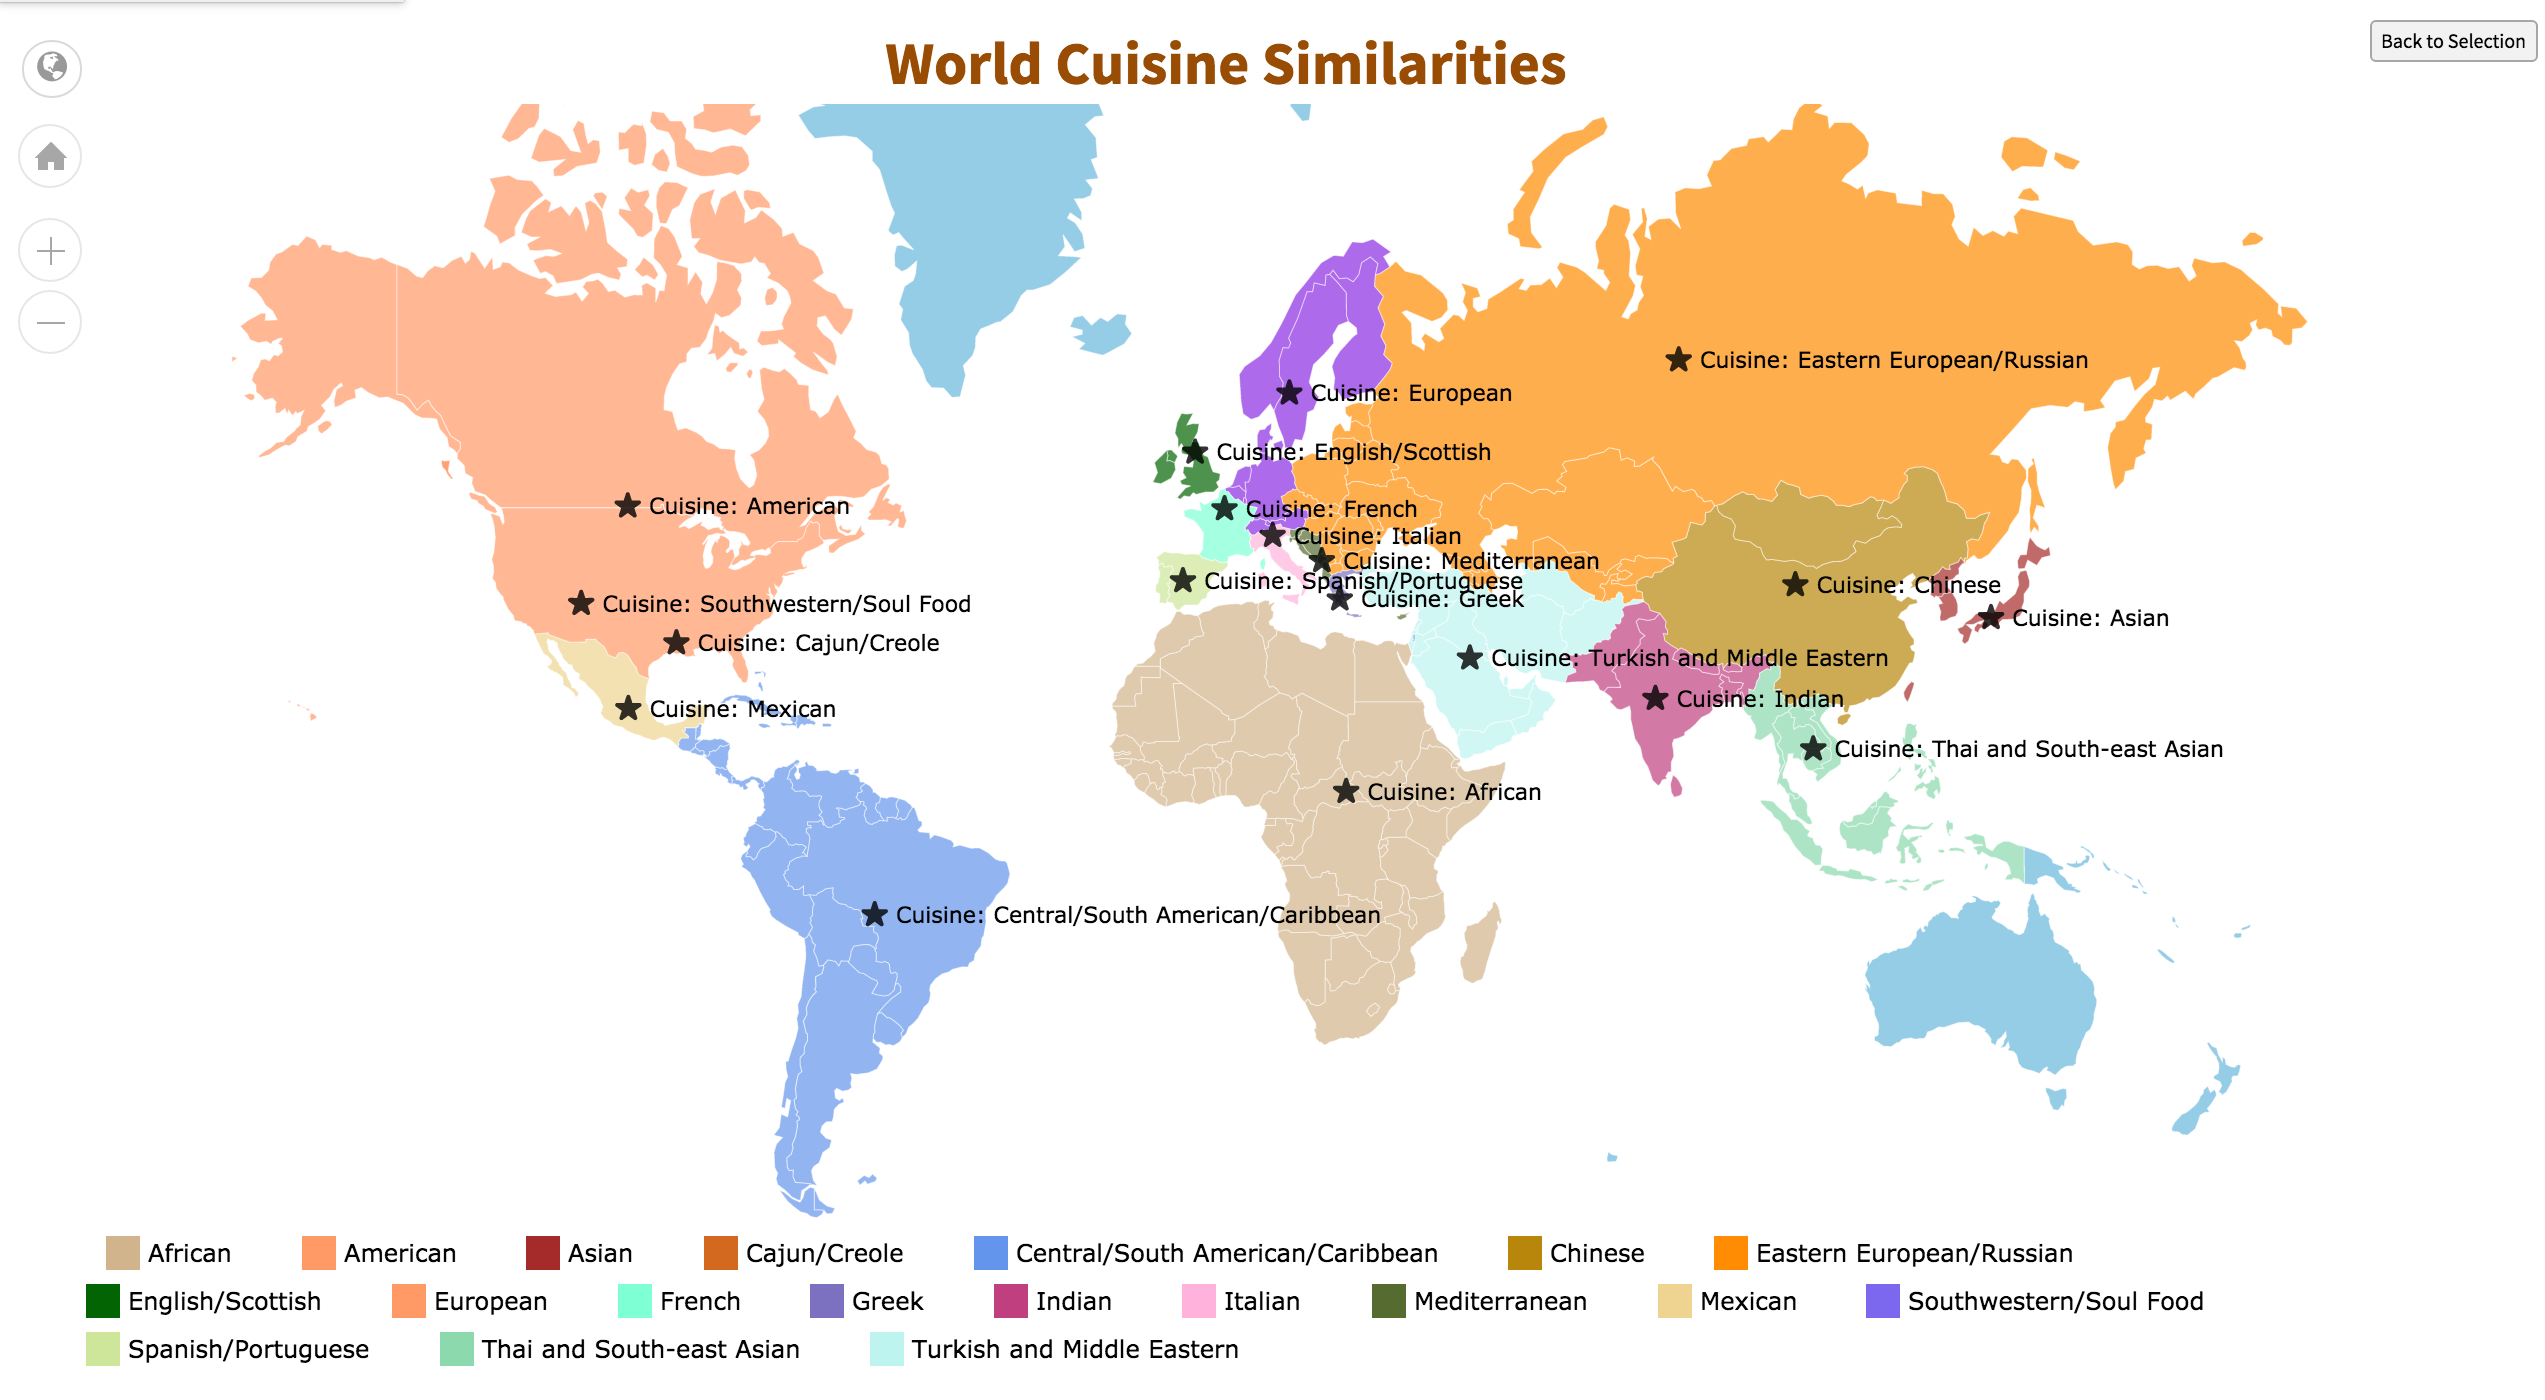 Back to Selection
World Cuisine Similarities
Cuisine: Eastern European/Russian
Cuisine: European
Cuisine: English/Scottish
Cuisine: American
Cuisine: French
Cuisine: Italian
Cuisine: Mediterranean
Cuisine: Spanish/Portuguese
Cuisine: Chinese
Cuisine: Greek
Cuisine: Southwestern/Soul Food
Cuisine: Asian
Cuisine: Cajun/Creole
Cuisine: Turkish and Middle Eastern
Cuisine: Indian
Cuisine: Mexican
Cuisine: Thai and South-east Asian
Cuisine: African
Cuisine: Central/South American/Caribbean
African American Asian Cajun/Creole Central/South American/Caribbean Chinese Eastern European/Russian
English/Scottish European French Greek Indian Italian Mediterranean Mexican Southwestern/Soul Food
Spanish/Portuguese Thai and South-east Asian Turkish and Middle Eastern